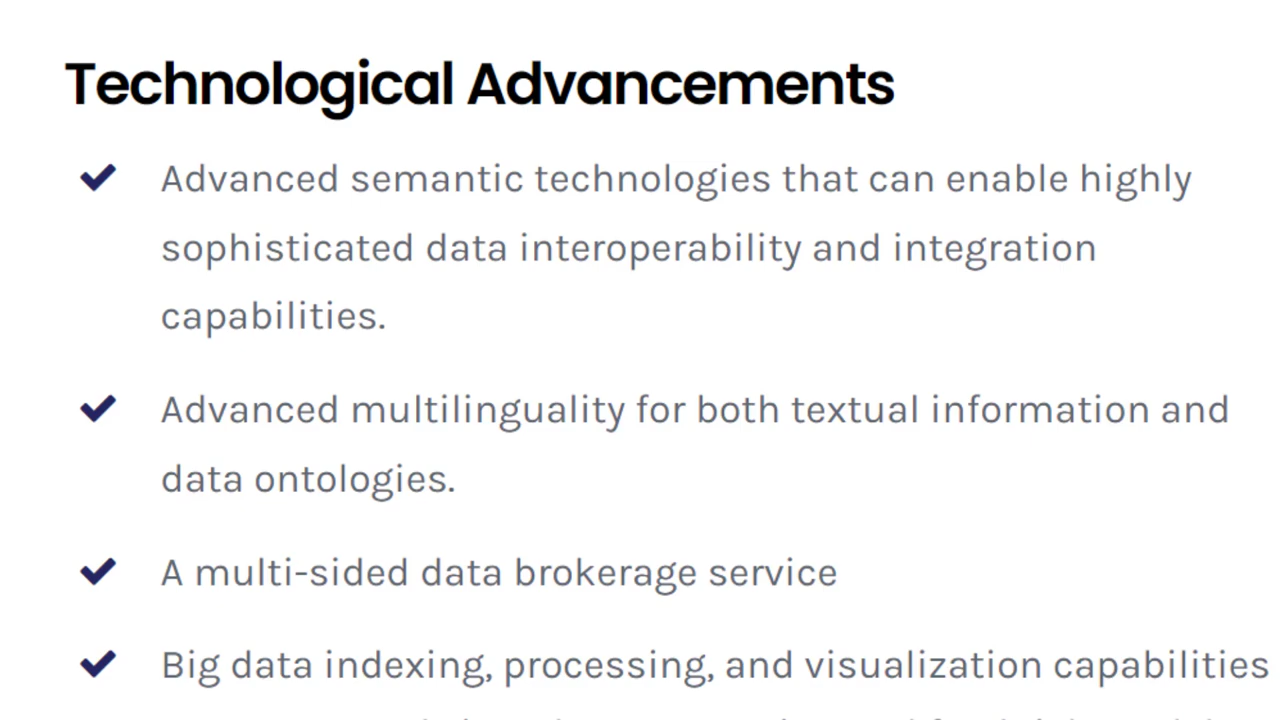 Technological Advancements
Advanced semantic technologies that can enable highly
sophisticated data interoperability and integration
capabilities.
Advanced multilinguality for both textual information and
data ontologies.
A multi-sided data brokerage service
Big data indexing, processing, and visualization capabilities